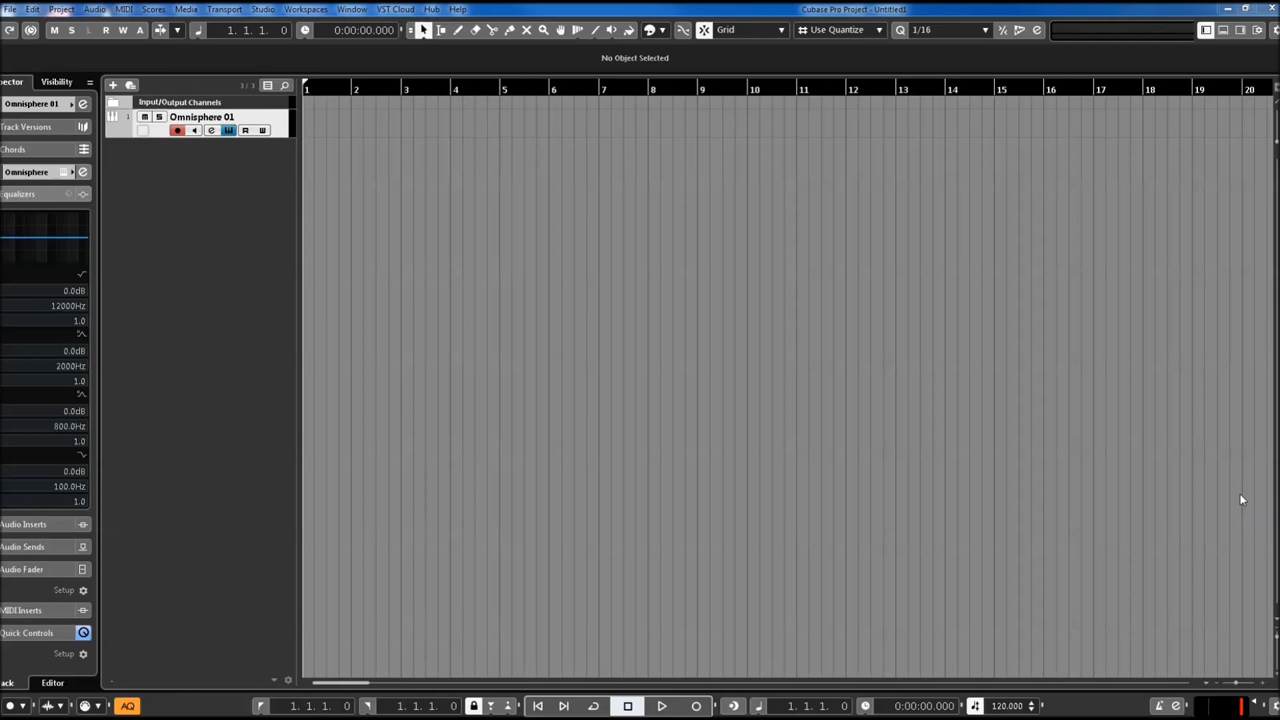 File Edit Project Audio MIDI Scores Media Transport Studio Workspaces Window VST Cloud Hub Help
Cubase Pro Project - Untitled1
M S L R W A
1. 1. 1. 0
0:00:00.000
Grid
Use Quantize
Q 1/16
No Object Selected
pector Visibility
3 / 3
1 2 3 4 5 6 7 8 9 10 11 12 13 14 15 16 17 18 19 20
Input/Output Channels
Omnisphere 01
1 m S Omnisphere 01
e R W
Track Versions
Chords
Omnisphere
Equalizers
0.0dB
12000Hz
1.0
0.0dB
2000Hz
1.0
0.0dB
800.0Hz
1.0
0.0dB
100.0Hz
1.0
Audio Inserts
Audio Sends
Audio Fader
Setup
MIDI Inserts
Quick Controls
Setup
ack Editor
AQ
1. 1. 1. 0
1. 1. 1. 0
1. 1. 1. 0
0:00:00.000
120.000